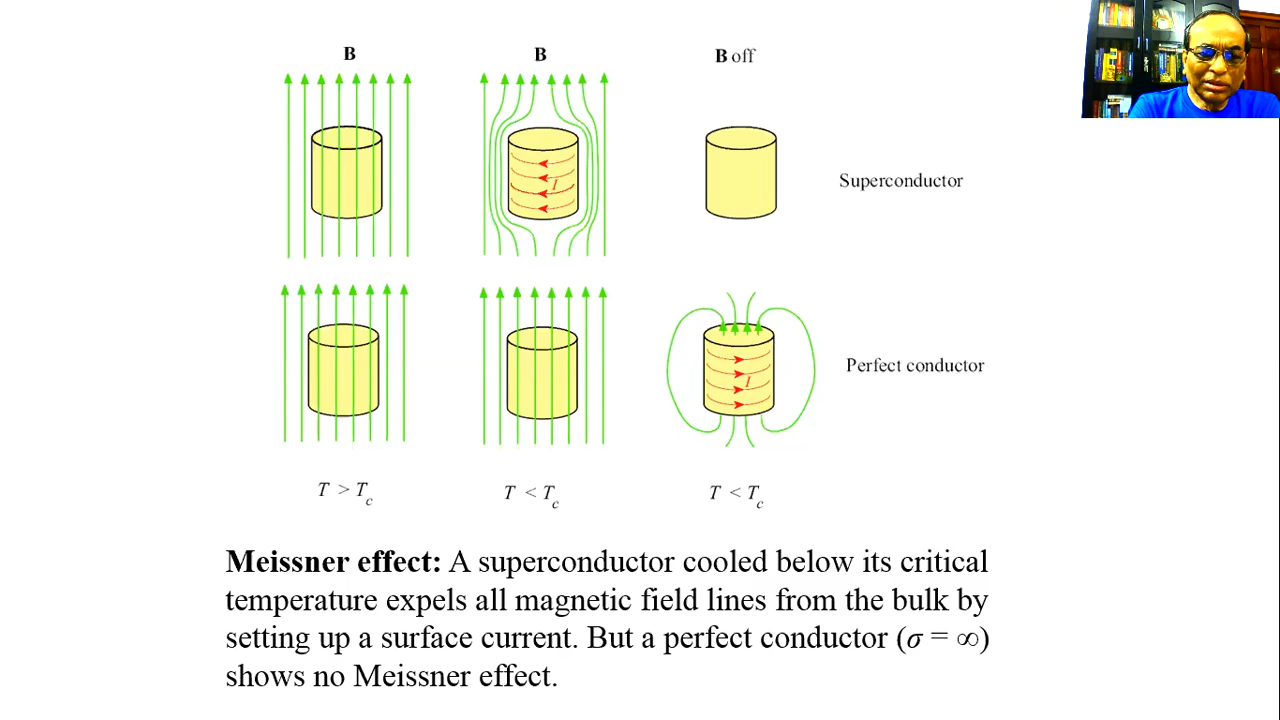 B
B
B off
I
Superconductor
I
Perfect conductor
T > Tc
T < Tc
T < Tc
Meissner effect: A superconductor cooled below its critical
temperature expels all magnetic field lines from the bulk by
setting up a surface current. But a perfect conductor (σ = ∞)
shows no Meissner effect.